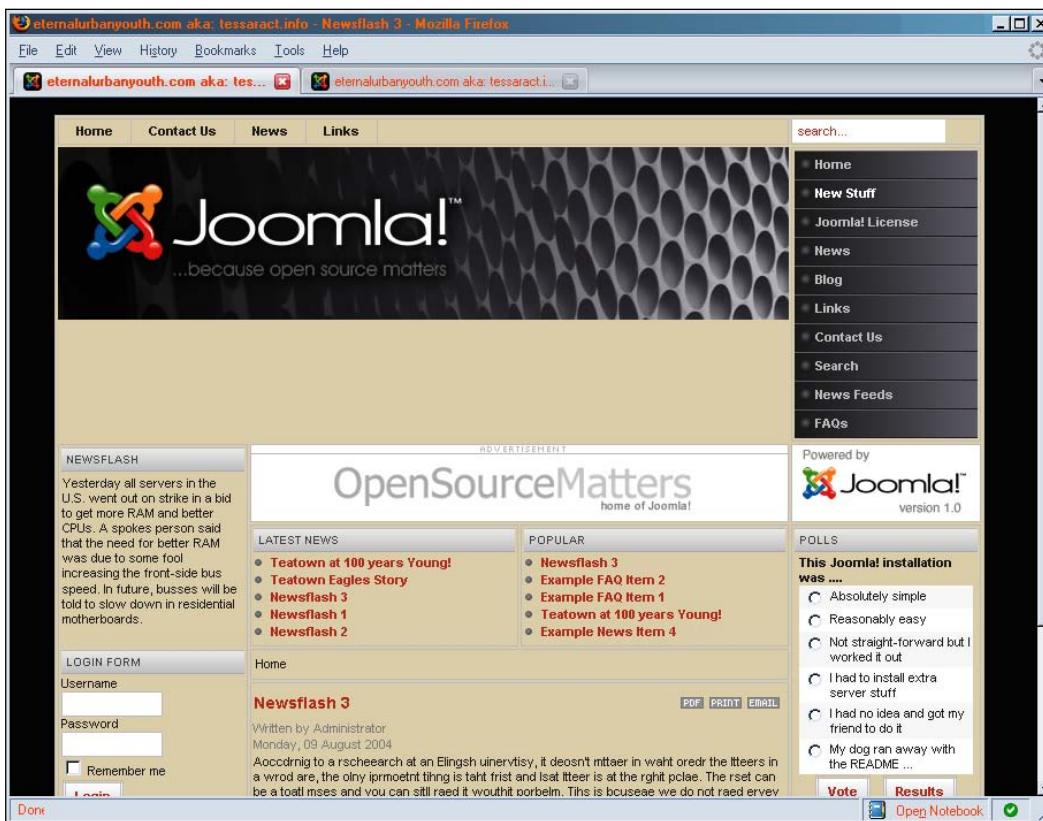 eternalurbanyouth.com aka: tessaract.info - Newsflash 3 - Mozilla Firefox
File Edit View History Bookmarks Tools Help
eternalurbanyouth.com aka: tes...
eternalurbanyouth.com aka: tessaract.i...
Home Contact Us News Links
search...
Joomla!™
...because open source matters
Home
New Stuff
Joomla! License
News
Blog
Links
Contact Us
Search
News Feeds
FAQs
NEWSFLASH
Yesterday all servers in the
U.S. went out on strike in a bid
to get more RAM and better
CPUs. A spokes person said
that the need for better RAM
was due to some fool
increasing the front-side bus
speed. In future, busses will be
told to slow down in residential
motherboards.
ADVERTISEMENT
OpenSourceMatters
home of Joomla!
Powered by
Joomla!™
version 1.0
LATEST NEWS
Teatown at 100 years Young!
Teatown Eagles Story
Newsflash 3
Newsflash 1
Newsflash 2
POPULAR
Newsflash 3
Example FAQ Item 2
Example FAQ Item 1
Teatown at 100 years Young!
Example News Item 4
POLLS
This Joomla! installation
was ....
Absolutely simple
Reasonably easy
Not straight-forward but I
worked it out
I had to install extra
server stuff
I had no idea and got my
friend to do it
My dog ran away with
the README ...
Vote Results
LOGIN FORM
Username
Password
Remember me
Login
Home
Newsflash 3
PDF PRINT EMAIL
Written by Administrator
Monday, 09 August 2004
Aoccdrnig to a rscheearch at an Elingsh uinervtisy, it deosn't mttaer in waht oredr the ltteers in
a wrod are, the olny iprmoetnt tihng is taht frist and lsat ltteer is at the rghit pclae. The rset can
be a toatl mses and you can sitll raed it wouthit porbelm. Tihs is bcuseae we do not raed ervey
Done
Open Notebook